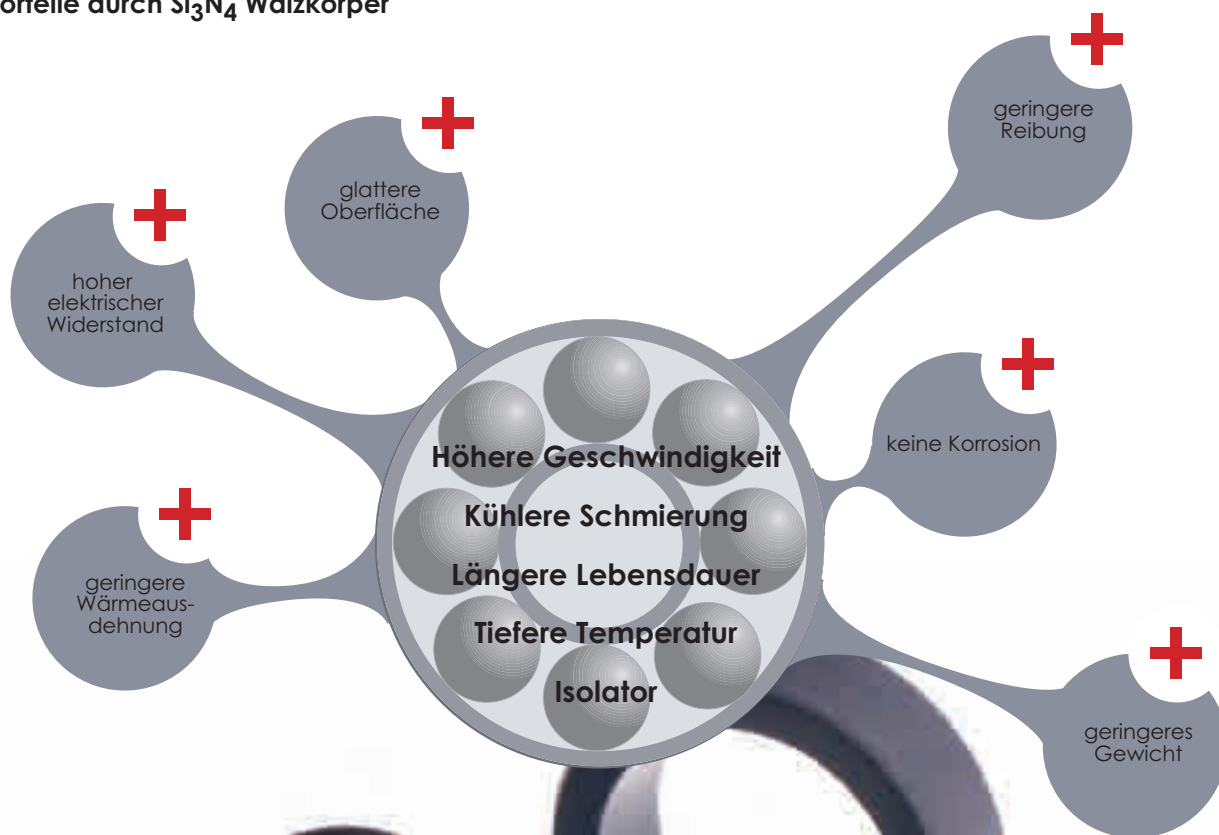 orteile durch Si3N4 Wälzkörper
geringere
Reibung
glattere
Oberfläche
hoher
elektrischer
Widerstand
keine Korrosion
Höhere Geschwindigkeit
Kühlere Schmierung
Längere Lebensdauer
Tiefere Temperatur
Isolator
geringere
Wärmeaus-
dehnung
geringeres
Gewicht